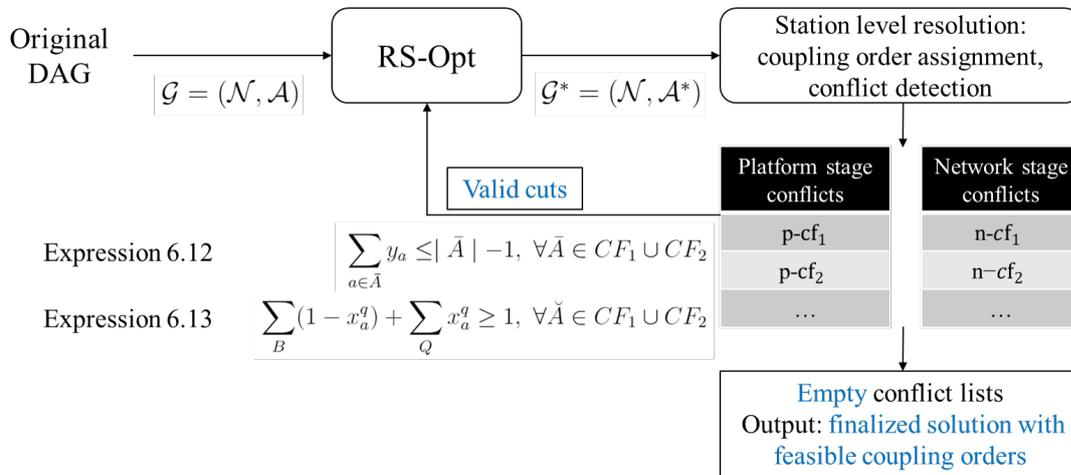 Original
DAG
𝒢 = (𝒩, 𝒜)
RS-Opt
𝒢* = (𝒩, 𝒜*)
Station level resolution:
coupling order assignment,
conflict detection
Valid cuts
Platform stage
conflicts
p-cf₁
p-cf₂
...
Network stage
conflicts
n-cf₁
n−cf₂
...
Expression 6.12
∑_{a∈Ā} y_a ≤| Ā | −1, ∀Ā ∈ CF₁ ∪ CF₂
Expression 6.13
∑_B (1 − x_a^q) + ∑_Q x_a^q ≥ 1, ∀Ă ∈ CF₁ ∪ CF₂
Empty conflict lists
Output: finalized solution with
feasible coupling orders